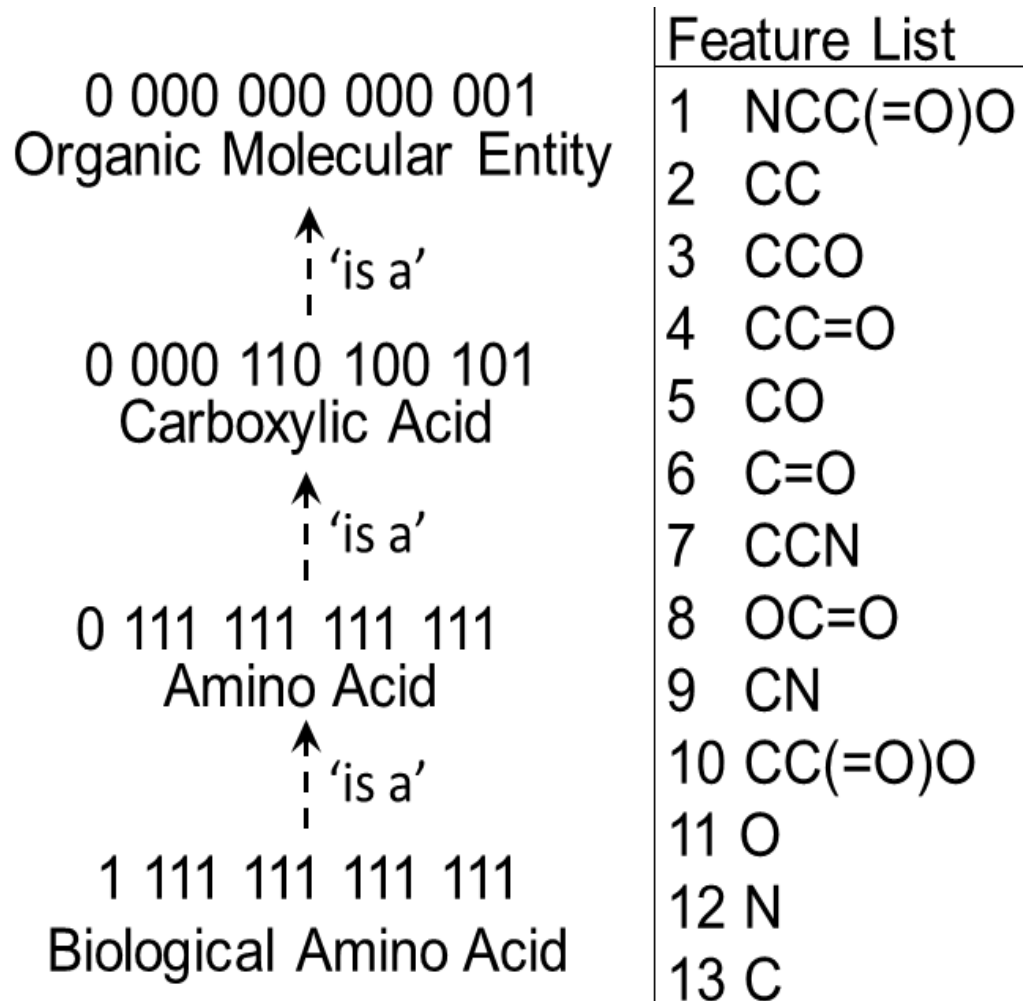 0 000 000 000 001
Organic Molecular Entity
‘is a’
0 000 110 100 101
Carboxylic Acid
‘is a’
0 111 111 111 111
Amino Acid
‘is a’
1 111 111 111 111
Biological Amino Acid
Feature List
1 NCC(=O)O
2 CC
3 CCO
4 CC=O
5 CO
6 C=O
7 CCN
8 OC=O
9 CN
10 CC(=O)O
11 O
12 N
13 C